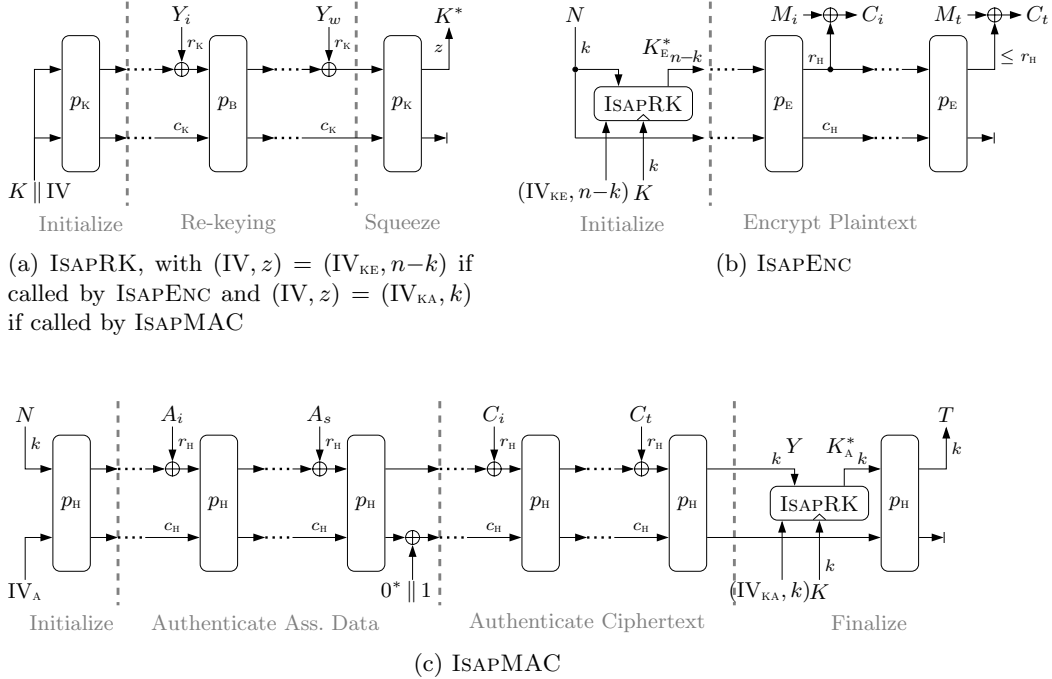 Y_i Y_w K*
r_K r_K z
p_K p_B p_K
c_K c_K
K ∥ IV
Initialize Re-keying Squeeze
(a) ISAPRK, with (IV, z) = (IV_KE, n−k) if
called by ISAPENC and (IV, z) = (IV_KA, k)
if called by ISAPMAC
N M_i C_i M_t C_t
k K*_E n−k r_H ≤ r_H
ISAPRK p_E p_E
k c_H
(IV_KE, n−k) K
Initialize Encrypt Plaintext
(b) ISAPENC
N A_i A_s C_i C_t T
k r_H r_H r_H r_H k Y K*_A k k
p_H p_H p_H p_H p_H ISAPRK p_H
c_H c_H c_H c_H k
IV_A 0* ∥ 1 (IV_KA, k) K
Initialize Authenticate Ass. Data Authenticate Ciphertext Finalize
(c) ISAPMAC